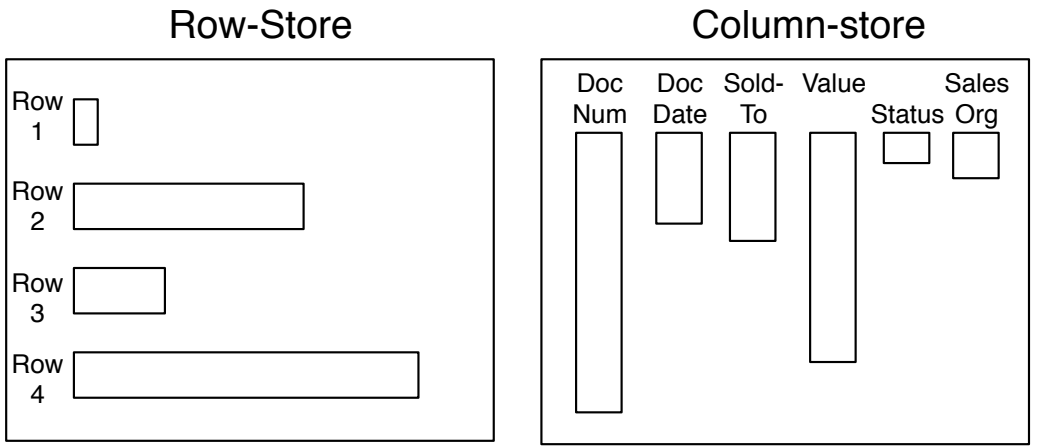 Row-Store
Row
1
Row
2
Row
3
Row
4
Column-store
Doc Doc Sold- Value Sales
Num Date To Status Org